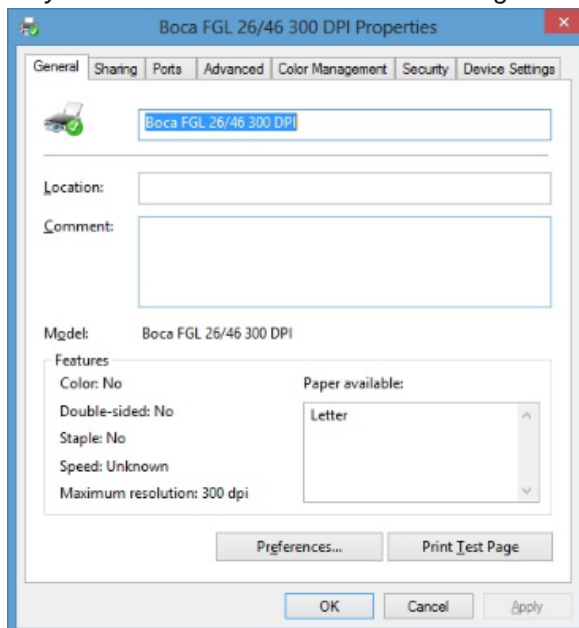 Boca FGL 26/46 300 DPI Properties
General Sharing Ports Advanced Color Management Security Device Settings
Boca FGL 26/46 300 DPI
Location:
Comment:
Model: Boca FGL 26/46 300 DPI
Features
Color: No
Paper available:
Double-sided: No
Letter
Staple: No
Speed: Unknown
Maximum resolution: 300 dpi
Preferences... Print Test Page
OK Cancel Apply